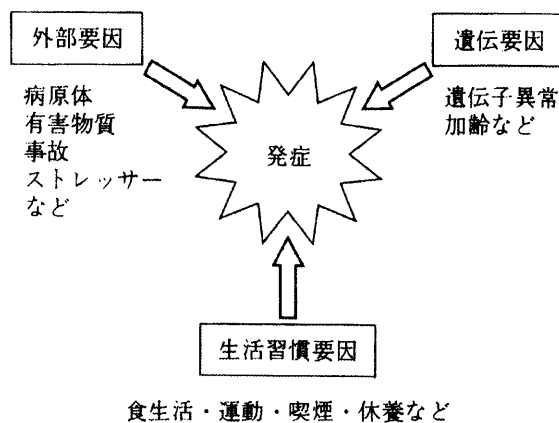 外部要因
病原体
有害物質
事故
ストレッサー
など
遺伝要因
遺伝子異常
加齢など
発症
生活習慣要因
食生活・運動・喫煙・休養など